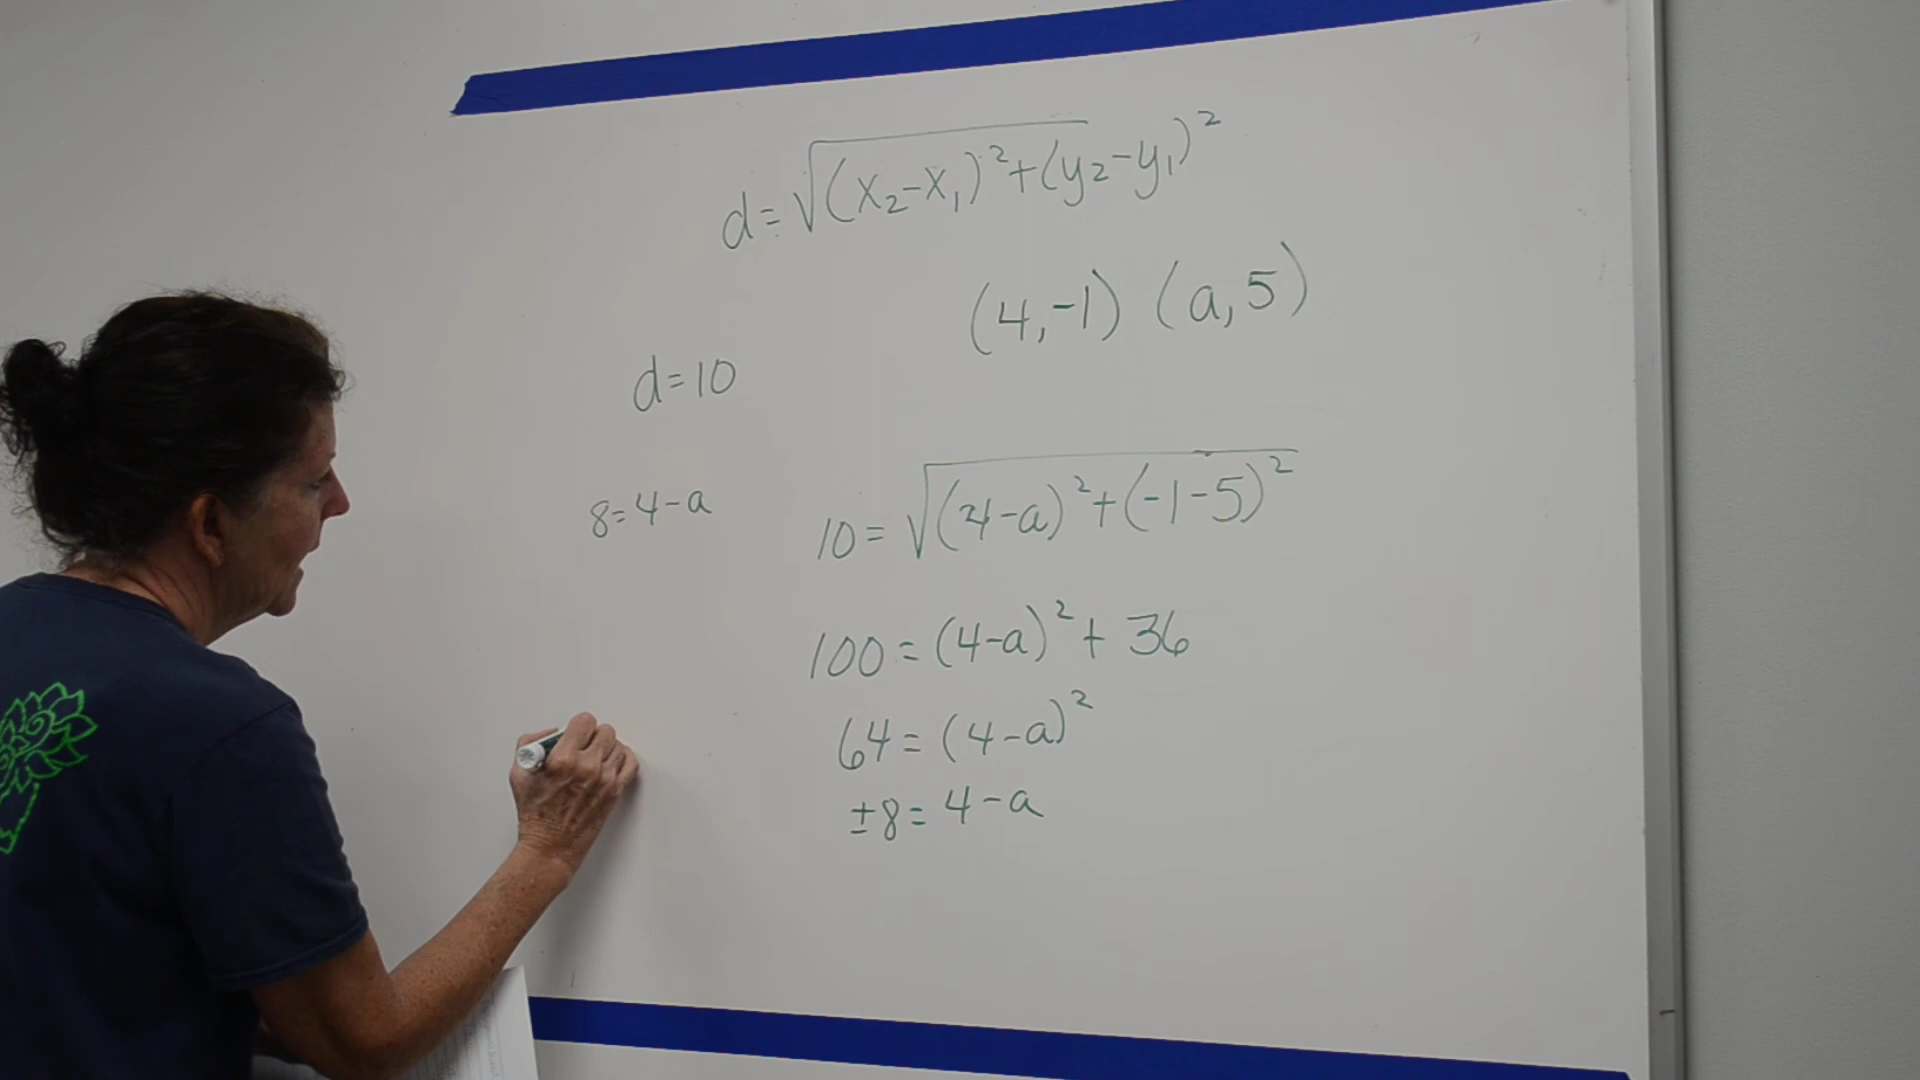 d=√(x₂-x₁)²+(y₂-y₁)²
(4,-1) (a,5)
d=10
8=4-a
10=√(4-a)²+(-1-5)²
100=(4-a)²+36
64=(4-a)²
±8=4-a